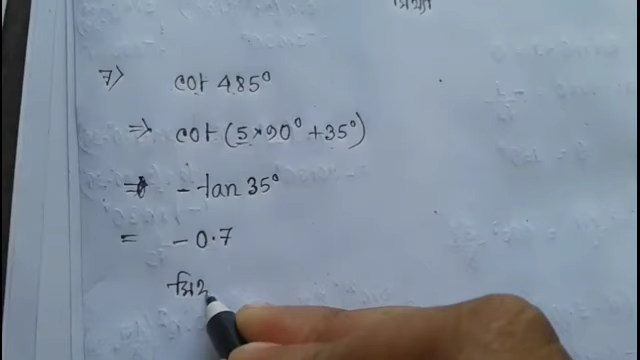 7) cot 485°
⇒ cot (5×90° + 35°)
⇒ - tan 35°
= - 0.7